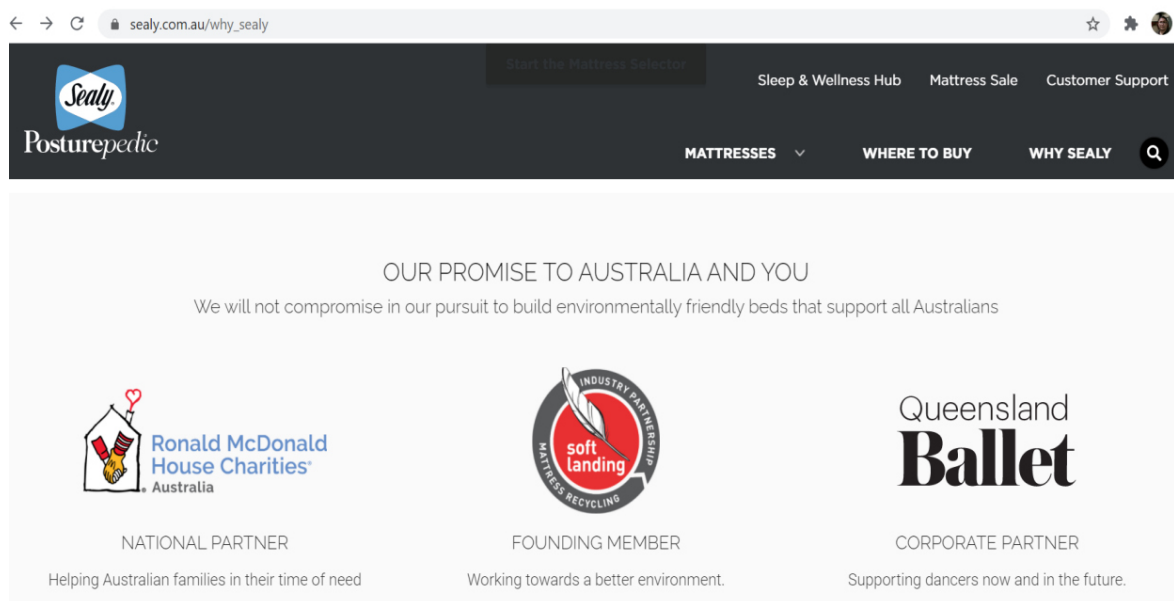 sealy.com.au/why_sealy
Start the Mattress Selector
Sleep & Wellness Hub Mattress Sale Customer Support
Sealy
Posturepedic
MATTRESSES WHERE TO BUY WHY SEALY
OUR PROMISE TO AUSTRALIA AND YOU
We will not compromise in our pursuit to build environmentally friendly beds that support all Australians
Ronald McDonald
House Charities®
Australia
INDUSTRY PARTNERSHIP
soft
landing
MATTRESS RECYCLING
Queensland
Ballet
NATIONAL PARTNER
FOUNDING MEMBER
CORPORATE PARTNER
Helping Australian families in their time of need
Working towards a better environment.
Supporting dancers now and in the future.